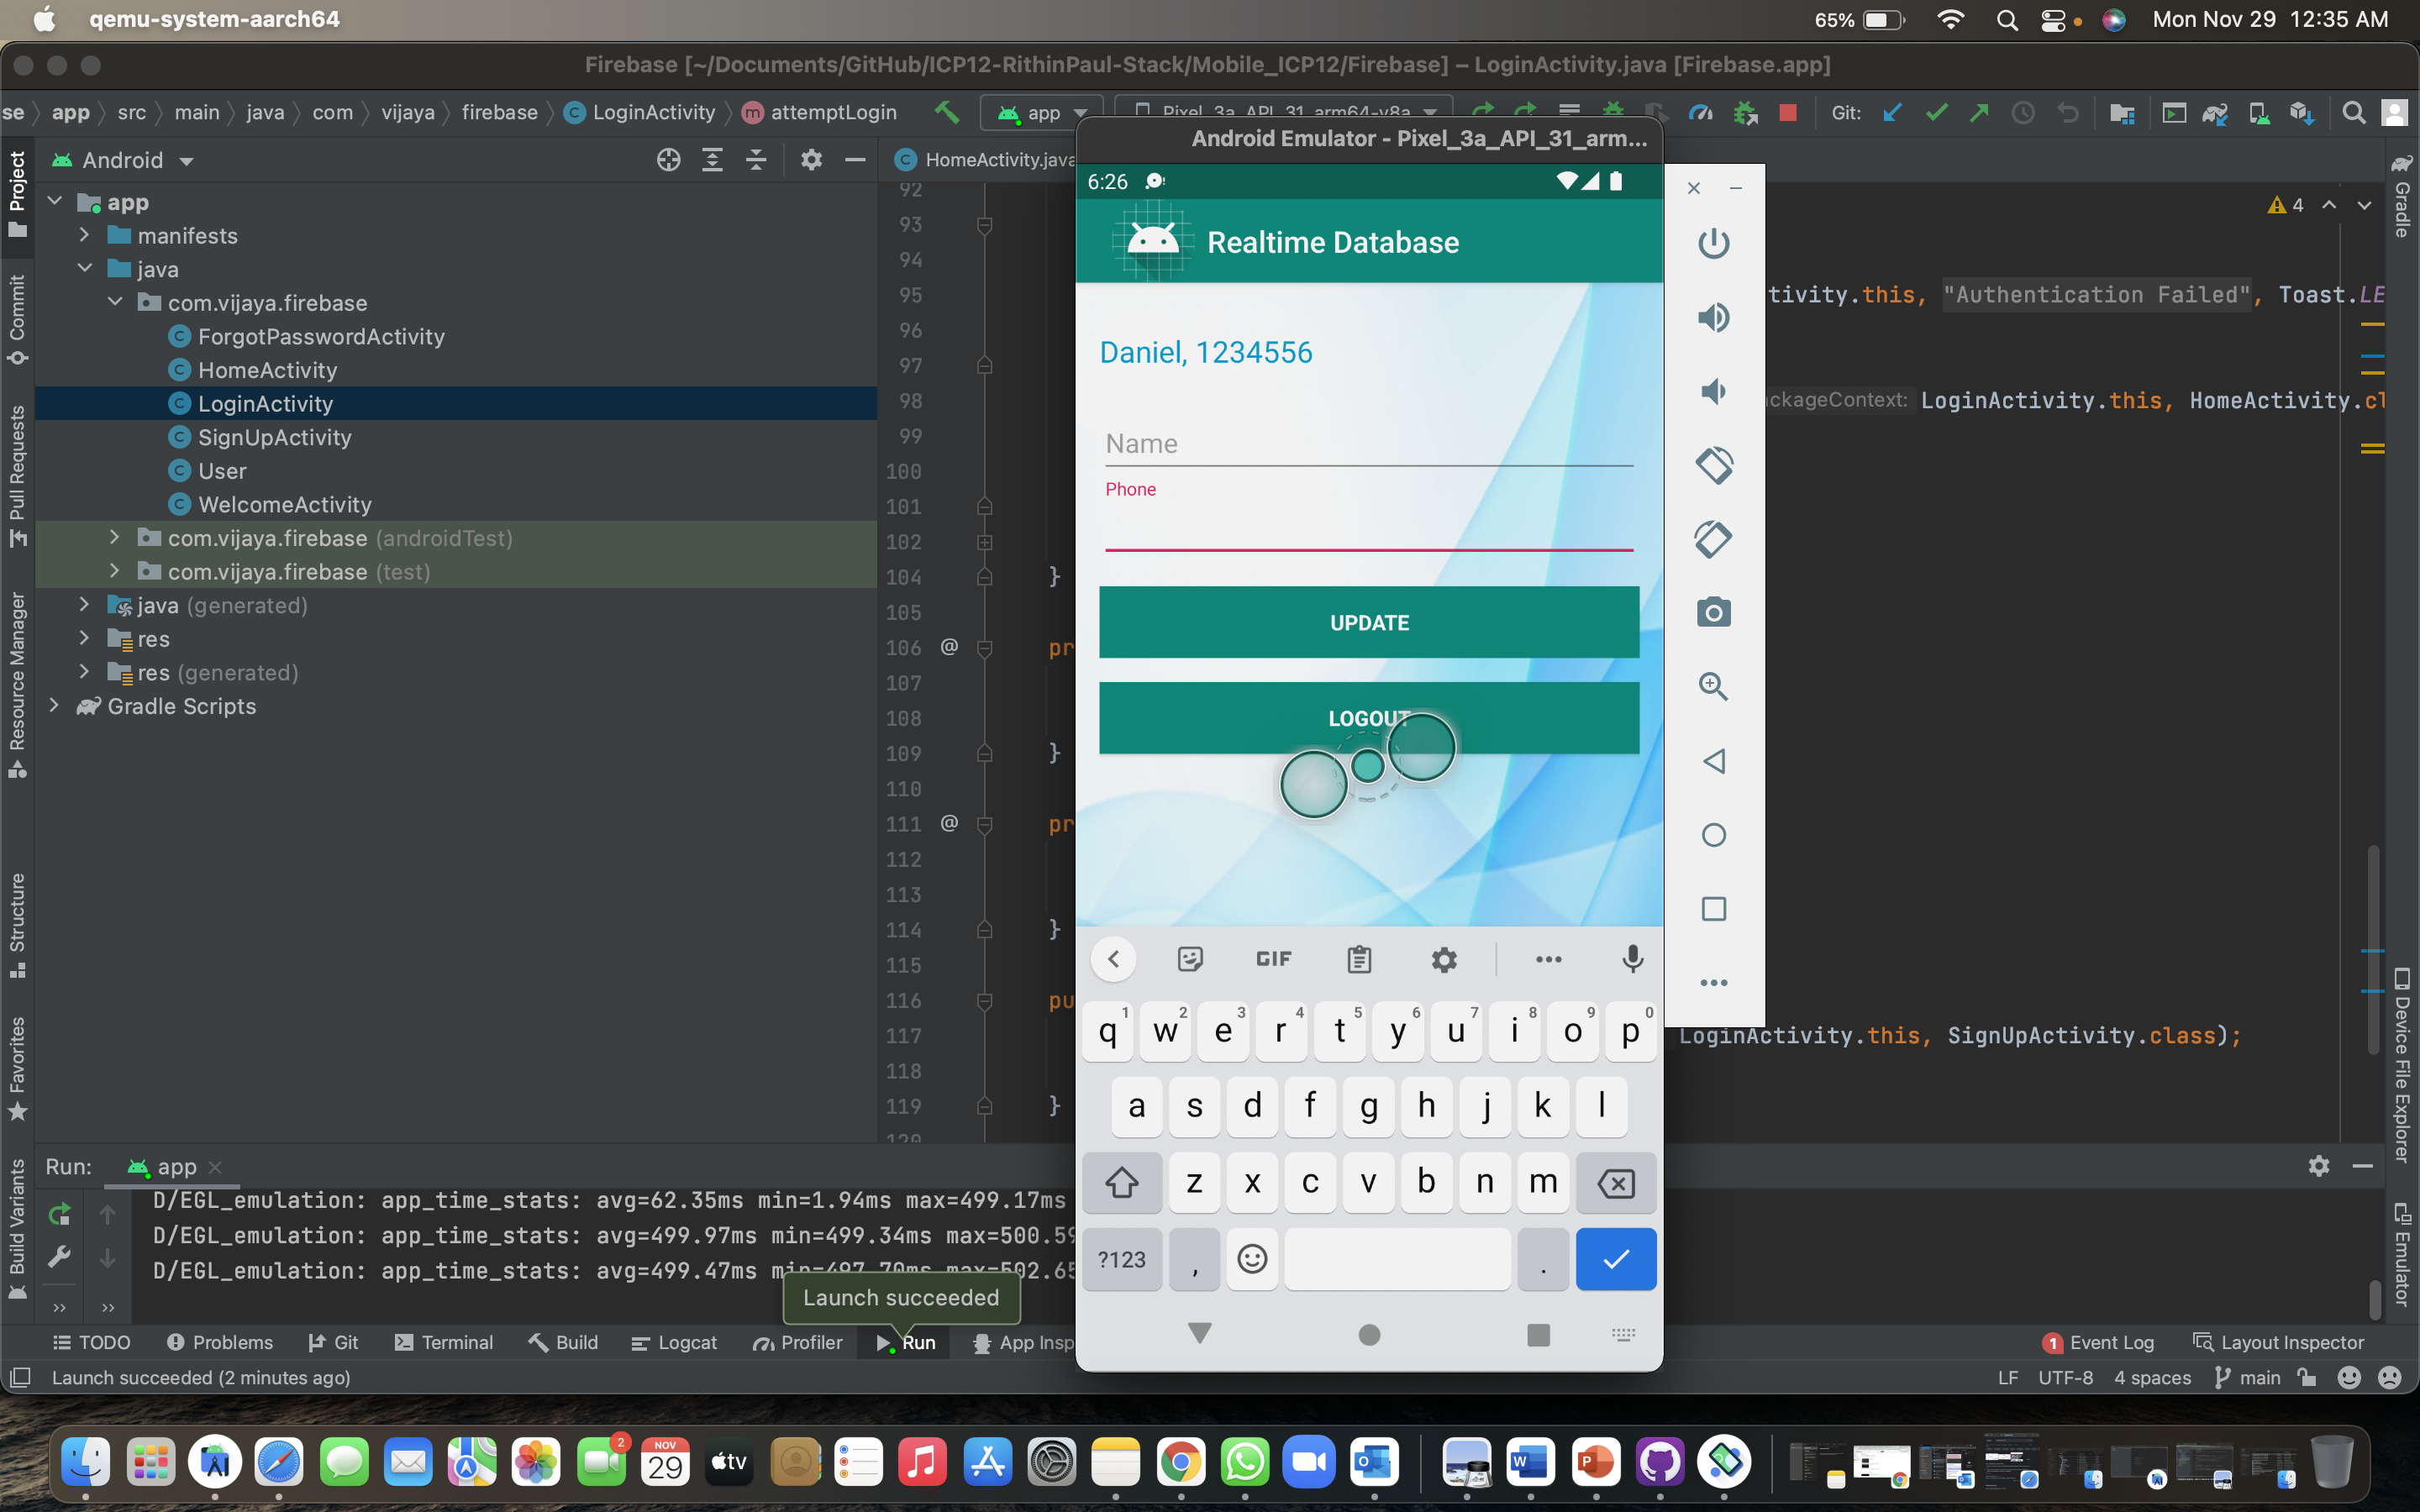 qemu-system-aarch64
65%
Mon Nov 29 12:35 AM
Firebase [~/Documents/GitHub/ICP12-RithinPaul-Stack/Mobile_ICP12/Firebase] – LoginActivity.java [Firebase.app]
se app src main java com vijaya firebase LoginActivity attemptLogin
app
Pixel_3a_API_31_arm64-v8a
Git:
Project
Commit
Pull Requests
Resource Manager
Structure
Favorites
Build Variants
Android
app
manifests
java
com.vijaya.firebase
ForgotPasswordActivity
HomeActivity
LoginActivity
SignUpActivity
User
WelcomeActivity
com.vijaya.firebase (androidTest)
com.vijaya.firebase (test)
java (generated)
res
res (generated)
Gradle Scripts
HomeActivity.java
92
93
94
95
96
97
98
99
100
101
102
104 }
105
106 @ pr
107
108
109 }
110
111 @ pr
112
113
114 }
115
116 pu
117
118
119 }
120
4
tivity.this, "Authentication Failed", Toast.LE
ckageContext: LoginActivity.this, HomeActivity.cl
LoginActivity.this, SignUpActivity.class);
Gradle
Device File Explorer
Emulator
Android Emulator - Pixel_3a_API_31_arm...
6:26
Realtime Database
Daniel, 1234556
Name
Phone
UPDATE
LOGOUT
GIF
q1 w2 e3 r4 t5 y6 u7 i8 o9 p0
a s d f g h j k l
z x c v b n m
?123 , .
Run: app
D/EGL_emulation: app_time_stats: avg=62.35ms min=1.94ms max=499.17ms
D/EGL_emulation: app_time_stats: avg=499.97ms min=499.34ms max=500.59
D/EGL_emulation: app_time_stats: avg=499.47ms min=497.70ms max=502.65
Launch succeeded
TODO Problems Git Terminal Build Logcat Profiler Run App Insp
1 Event Log Layout Inspector
Launch succeeded (2 minutes ago)
LF UTF-8 4 spaces main
2
NOV
29
tv